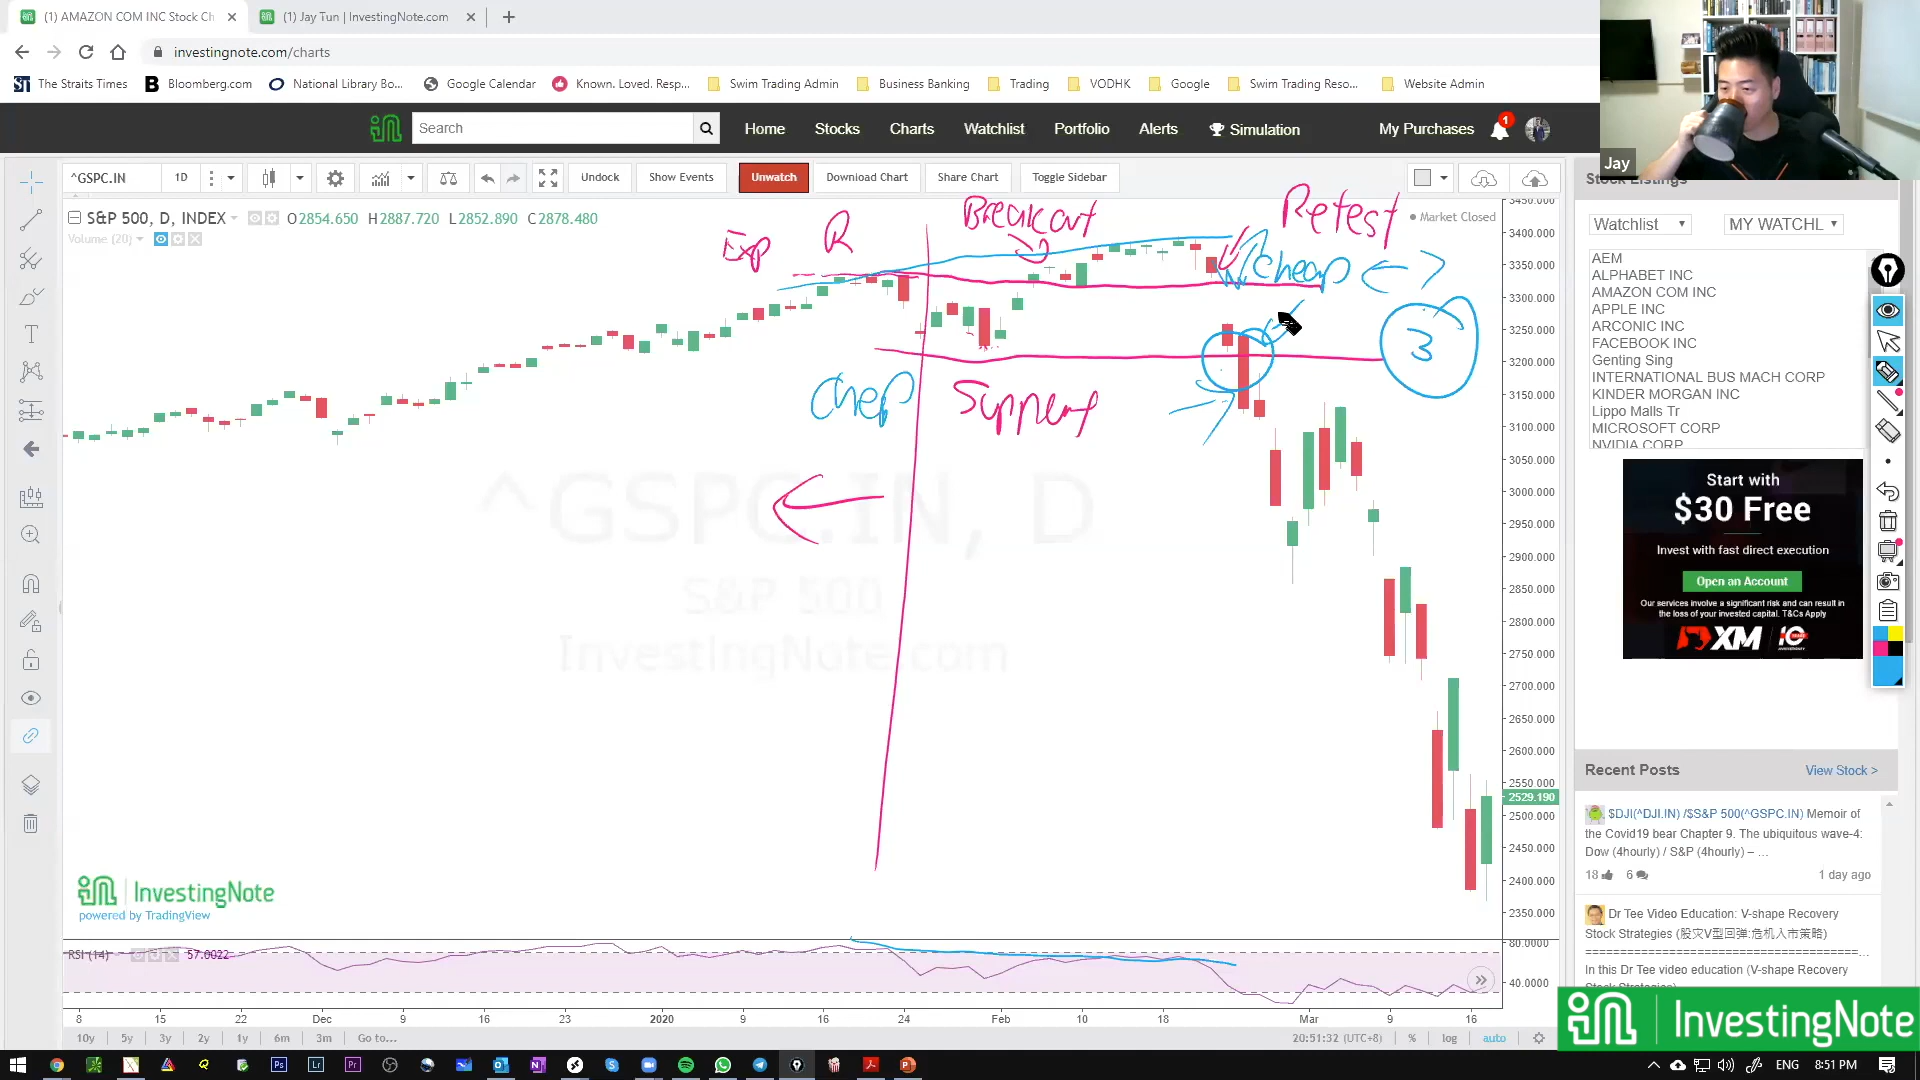 (1) AMAZON COM INC Stock Ch
(1) Jay Tun | InvestingNote.com
investingnote.com/charts
The Straits Times
Bloomberg.com
National Library Bo...
Google Calendar
Known. Loved. Resp...
Swim Trading Admin
Business Banking
Trading
VODHK
Google
Swim Trading Reso...
Website Admin
Search
Home
Stocks
Charts
Watchlist
Portfolio
Alerts
Simulation
My Purchases
1
Jay
^GSPC.IN
1D
Undock
Show Events
Unwatch
Download Chart
Share Chart
Toggle Sidebar
S&P 500, D, INDEX
O2854.650 H2887.720 L2852.890 C2878.480
Market Closed
Volume (20)
Exp
R
Breakout
Retest
Cheap
?
3
Chep
Support
^GSPC.IN, D
S&P 500
InvestingNote.com
3450.000
3400.000
3350.000
3300.000
3250.000
3200.000
3150.000
3100.000
3050.000
3000.000
2950.000
2900.000
2850.000
2800.000
2750.000
2700.000
2650.000
2600.000
2550.000
2529.190
2500.000
2450.000
2400.000
2350.000
InvestingNote
powered by TradingView
RSI (14)
57.0022
80.0000
40.0000
8
15
22
Dec
9
16
23
2020
9
16
24
Feb
10
18
Mar
9
16
10y
5y
3y
2y
1y
6m
3m
Go to...
20:51:32 (UTC+8)
%
log
auto
Stock Listings
Watchlist
MY WATCHL
AEM
ALPHABET INC
AMAZON COM INC
APPLE INC
ARCONIC INC
FACEBOOK INC
Genting Sing
INTERNATIONAL BUS MACH CORP
KINDER MORGAN INC
Lippo Malls Tr
MICROSOFT CORP
NVIDIA CORP
Start with
$30 Free
Invest with fast direct execution
Open an Account
Our services involve a significant risk and can result in
the loss of your invested capital. T&Cs Apply
XM
10
Recent Posts
View Stock >
$DJI(^DJI.IN) /$S&P 500(^GSPC.IN) Memoir of
the Covid19 bear Chapter 9. The ubiquitous wave-4:
Dow (4hourly) / S&P (4hourly) – ...
18
6
1 day ago
Dr Tee Video Education: V-shape Recovery
Stock Strategies (股灾V型回弹:危机入市策略)
In this Dr Tee video education (V-shape Recovery
Stock Strategies)
InvestingNote
ENG
8:51 PM